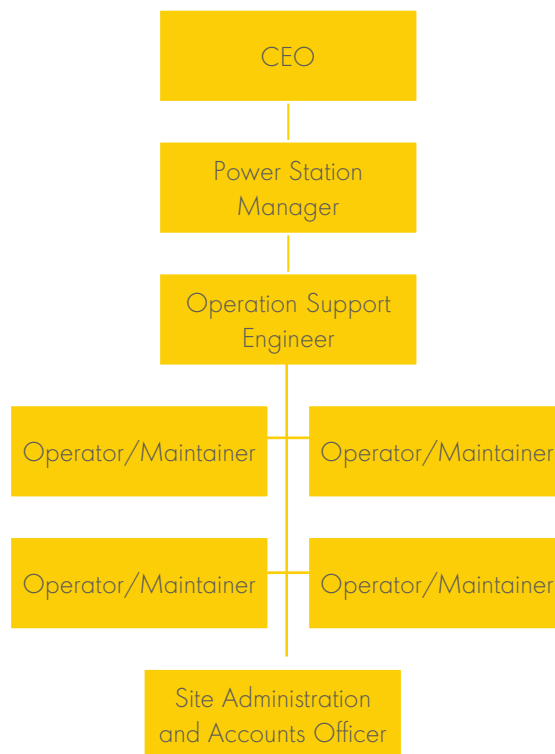 CEO
Power Station
Manager
Operation Support
Engineer
Operator/Maintainer
Operator/Maintainer
Operator/Maintainer
Operator/Maintainer
Site Administration
and Accounts Officer